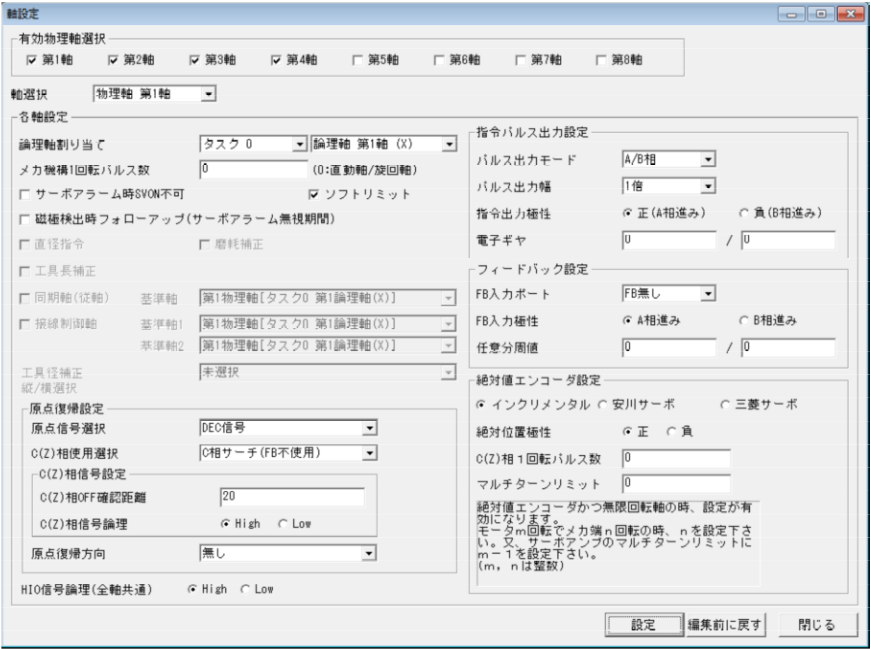 軸設定
有効物理軸選択
第1軸 第2軸 第3軸 第4軸 第5軸 第6軸 第7軸 第8軸
軸選択 物理軸 第1軸
各軸設定
論理軸割り当て タスク 0 論理軸 第1軸 (X)
メカ機構1回転パルス数 0 (0:直動軸/旋回軸)
サーボアラーム時SVON不可 ソフトリミット
磁極検出時フォローアップ(サーボアラーム無視期間)
直径指令 磨耗補正
工具長補正
同期軸(従軸) 基準軸 第1物理軸[タスク0 第1論理軸(X)]
接線制御軸 基準軸1 第1物理軸[タスク0 第1論理軸(X)]
基準軸2 第1物理軸[タスク0 第1論理軸(X)]
工具径補正 未選択
縦/横選択
原点復帰設定
原点信号選択 DEC信号
C(Z)相使用選択 C相サーチ(FB不使用)
C(Z)相信号設定
C(Z)相OFF確認距離 20
C(Z)相信号論理 High Low
原点復帰方向 無し
HIO信号論理(全軸共通) High Low
指令パルス出力設定
パルス出力モード A/B相
パルス出力幅 1倍
指令出力極性 正(A相進み) 負(B相進み)
電子ギヤ 0 / 0
フィードバック設定
FB入力ポート FB無し
FB入力極性 A相進み B相進み
任意分周値 0 / 0
絶対値エンコーダ設定
インクリメンタル 安川サーボ 三菱サーボ
絶対位置極性 正 負
C(Z)相1回転パルス数 0
マルチターンリミット 0
絶対値エンコーダかつ無限回転軸の時、設定が有
効になります。
モータm回転でメカ端n回転の時、nを設定下さ
い。又、サーボアンプのマルチターンリミットに
m-1を設定下さい。
(m, nは整数)
設定 編集前に戻す 閉じる